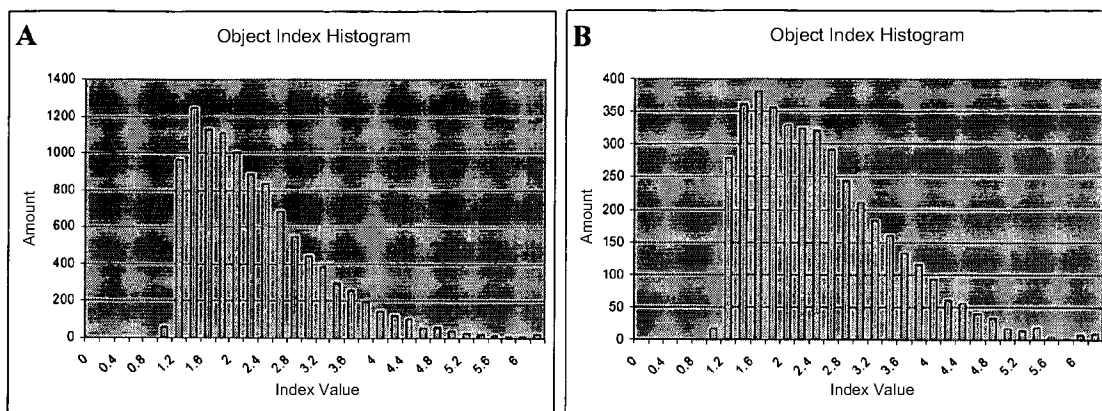 A
Object Index Histogram
1400
1200
1000
800
600
400
200
0
Amount
0 0.4 0.8 1.2 1.6 2 2.4 2.8 3.2 3.6 4 4.4 4.8 5.2 5.6 6
Index Value
B
Object Index Histogram
400
350
300
250
200
150
100
50
0
Amount
0 0.4 0.8 1.2 1.6 2 2.4 2.8 3.2 3.6 4 4.4 4.8 5.2 5.6 6
Index Value